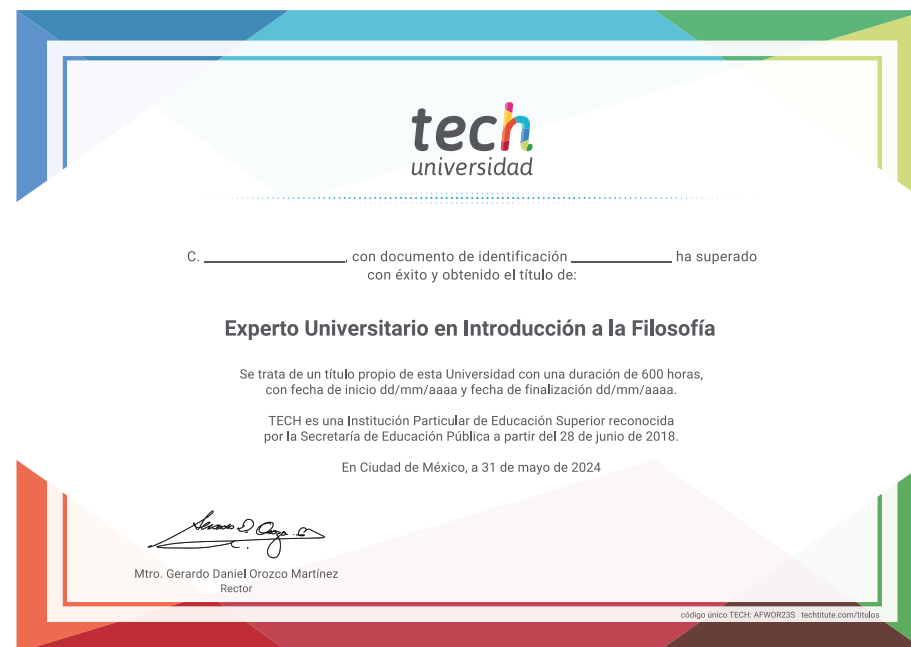 tech
universidad
C. ____________, con documento de identificación ____________ ha superado
con éxito y obtenido el título de:
Experto Universitario en Introducción a la Filosofía
Se trata de un título propio de esta Universidad con una duración de 600 horas,
con fecha de inicio dd/mm/aaaa y fecha de finalización dd/mm/aaaa.
TECH es una Institución Particular de Educación Superior reconocida
por la Secretaría de Educación Pública a partir del 28 de junio de 2018.
En Ciudad de México, a 31 de mayo de 2024
Mtro. Gerardo Daniel Orozco Martínez
Rector
código único TECH: AFWOR23S techtitute.com/titulos